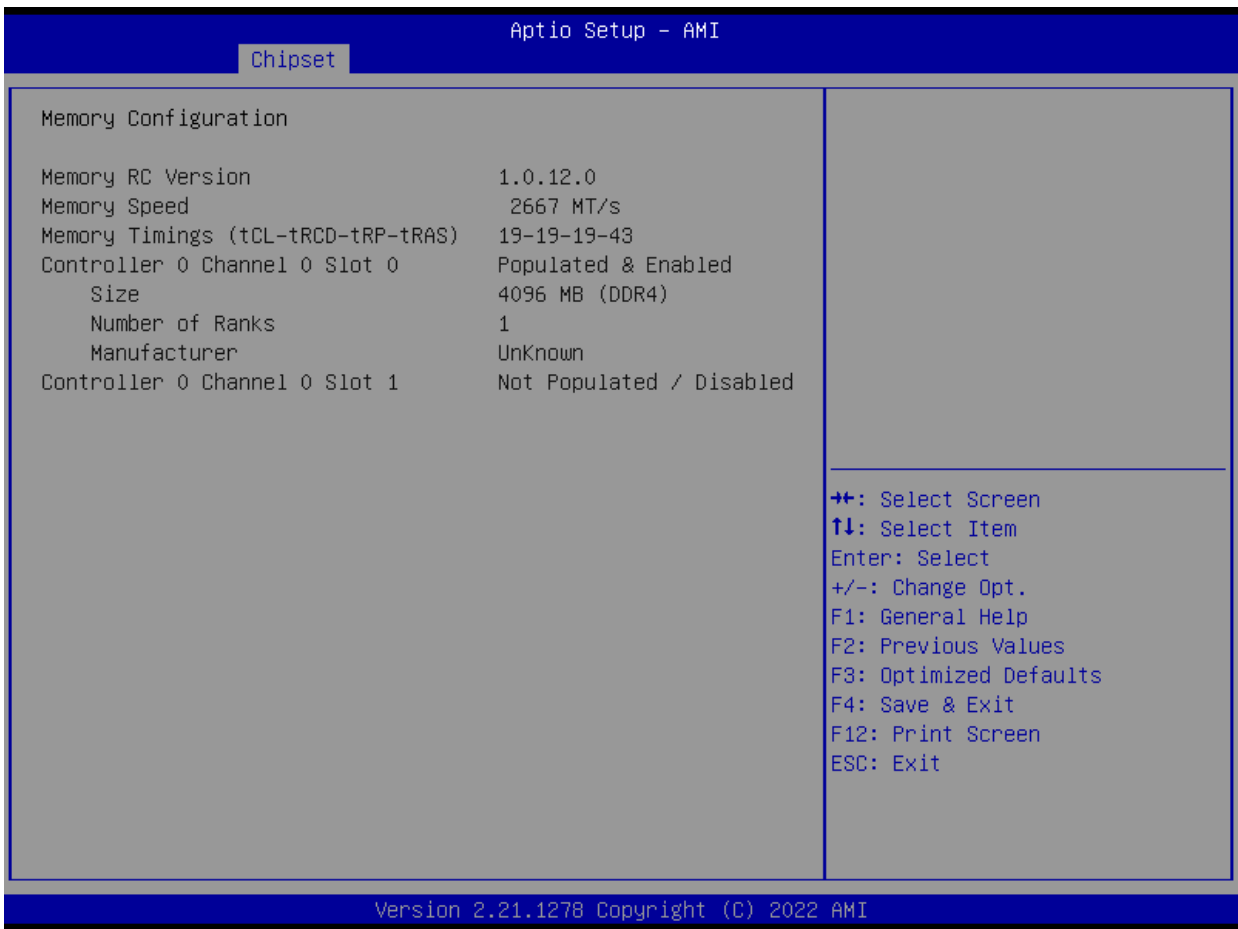 Aptio Setup – AMI
Chipset
Memory Configuration
Memory RC Version 1.0.12.0
Memory Speed 2667 MT/s
Memory Timings (tCL-tRCD-tRP-tRAS) 19-19-19-43
Controller 0 Channel 0 Slot 0 Populated & Enabled
Size 4096 MB (DDR4)
Number of Ranks 1
Manufacturer UnKnown
Controller 0 Channel 0 Slot 1 Not Populated / Disabled
→←: Select Screen
↑↓: Select Item
Enter: Select
+/-: Change Opt.
F1: General Help
F2: Previous Values
F3: Optimized Defaults
F4: Save & Exit
F12: Print Screen
ESC: Exit
Version 2.21.1278 Copyright (C) 2022 AMI